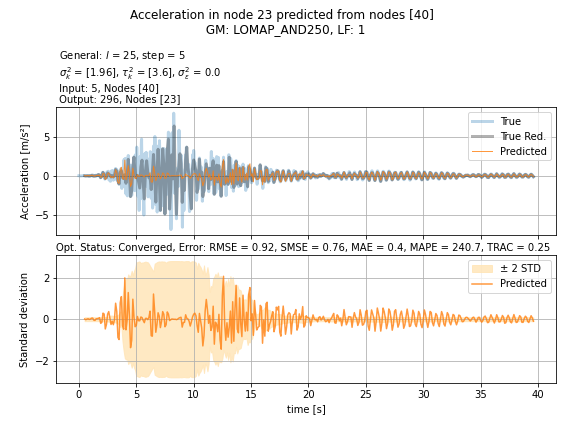 Acceleration in node 23 predicted from nodes [40]
GM: LOMAP_AND250, LF: 1
General: l = 25, step = 5
σ²ₖ = [1.96], τ²ₖ = [3.6], σ²_ε = 0.0
Input: 5, Nodes [40]
Output: 296, Nodes [23]
Acceleration [m/s²]
5
0
−5
True
True Red.
Predicted
Opt. Status: Converged, Error: RMSE = 0.92, SMSE = 0.76, MAE = 0.4, MAPE = 240.7, TRAC = 0.25
Standard deviation
2
0
−2
± 2 STD
Predicted
0 5 10 15 20 25 30 35 40
time [s]